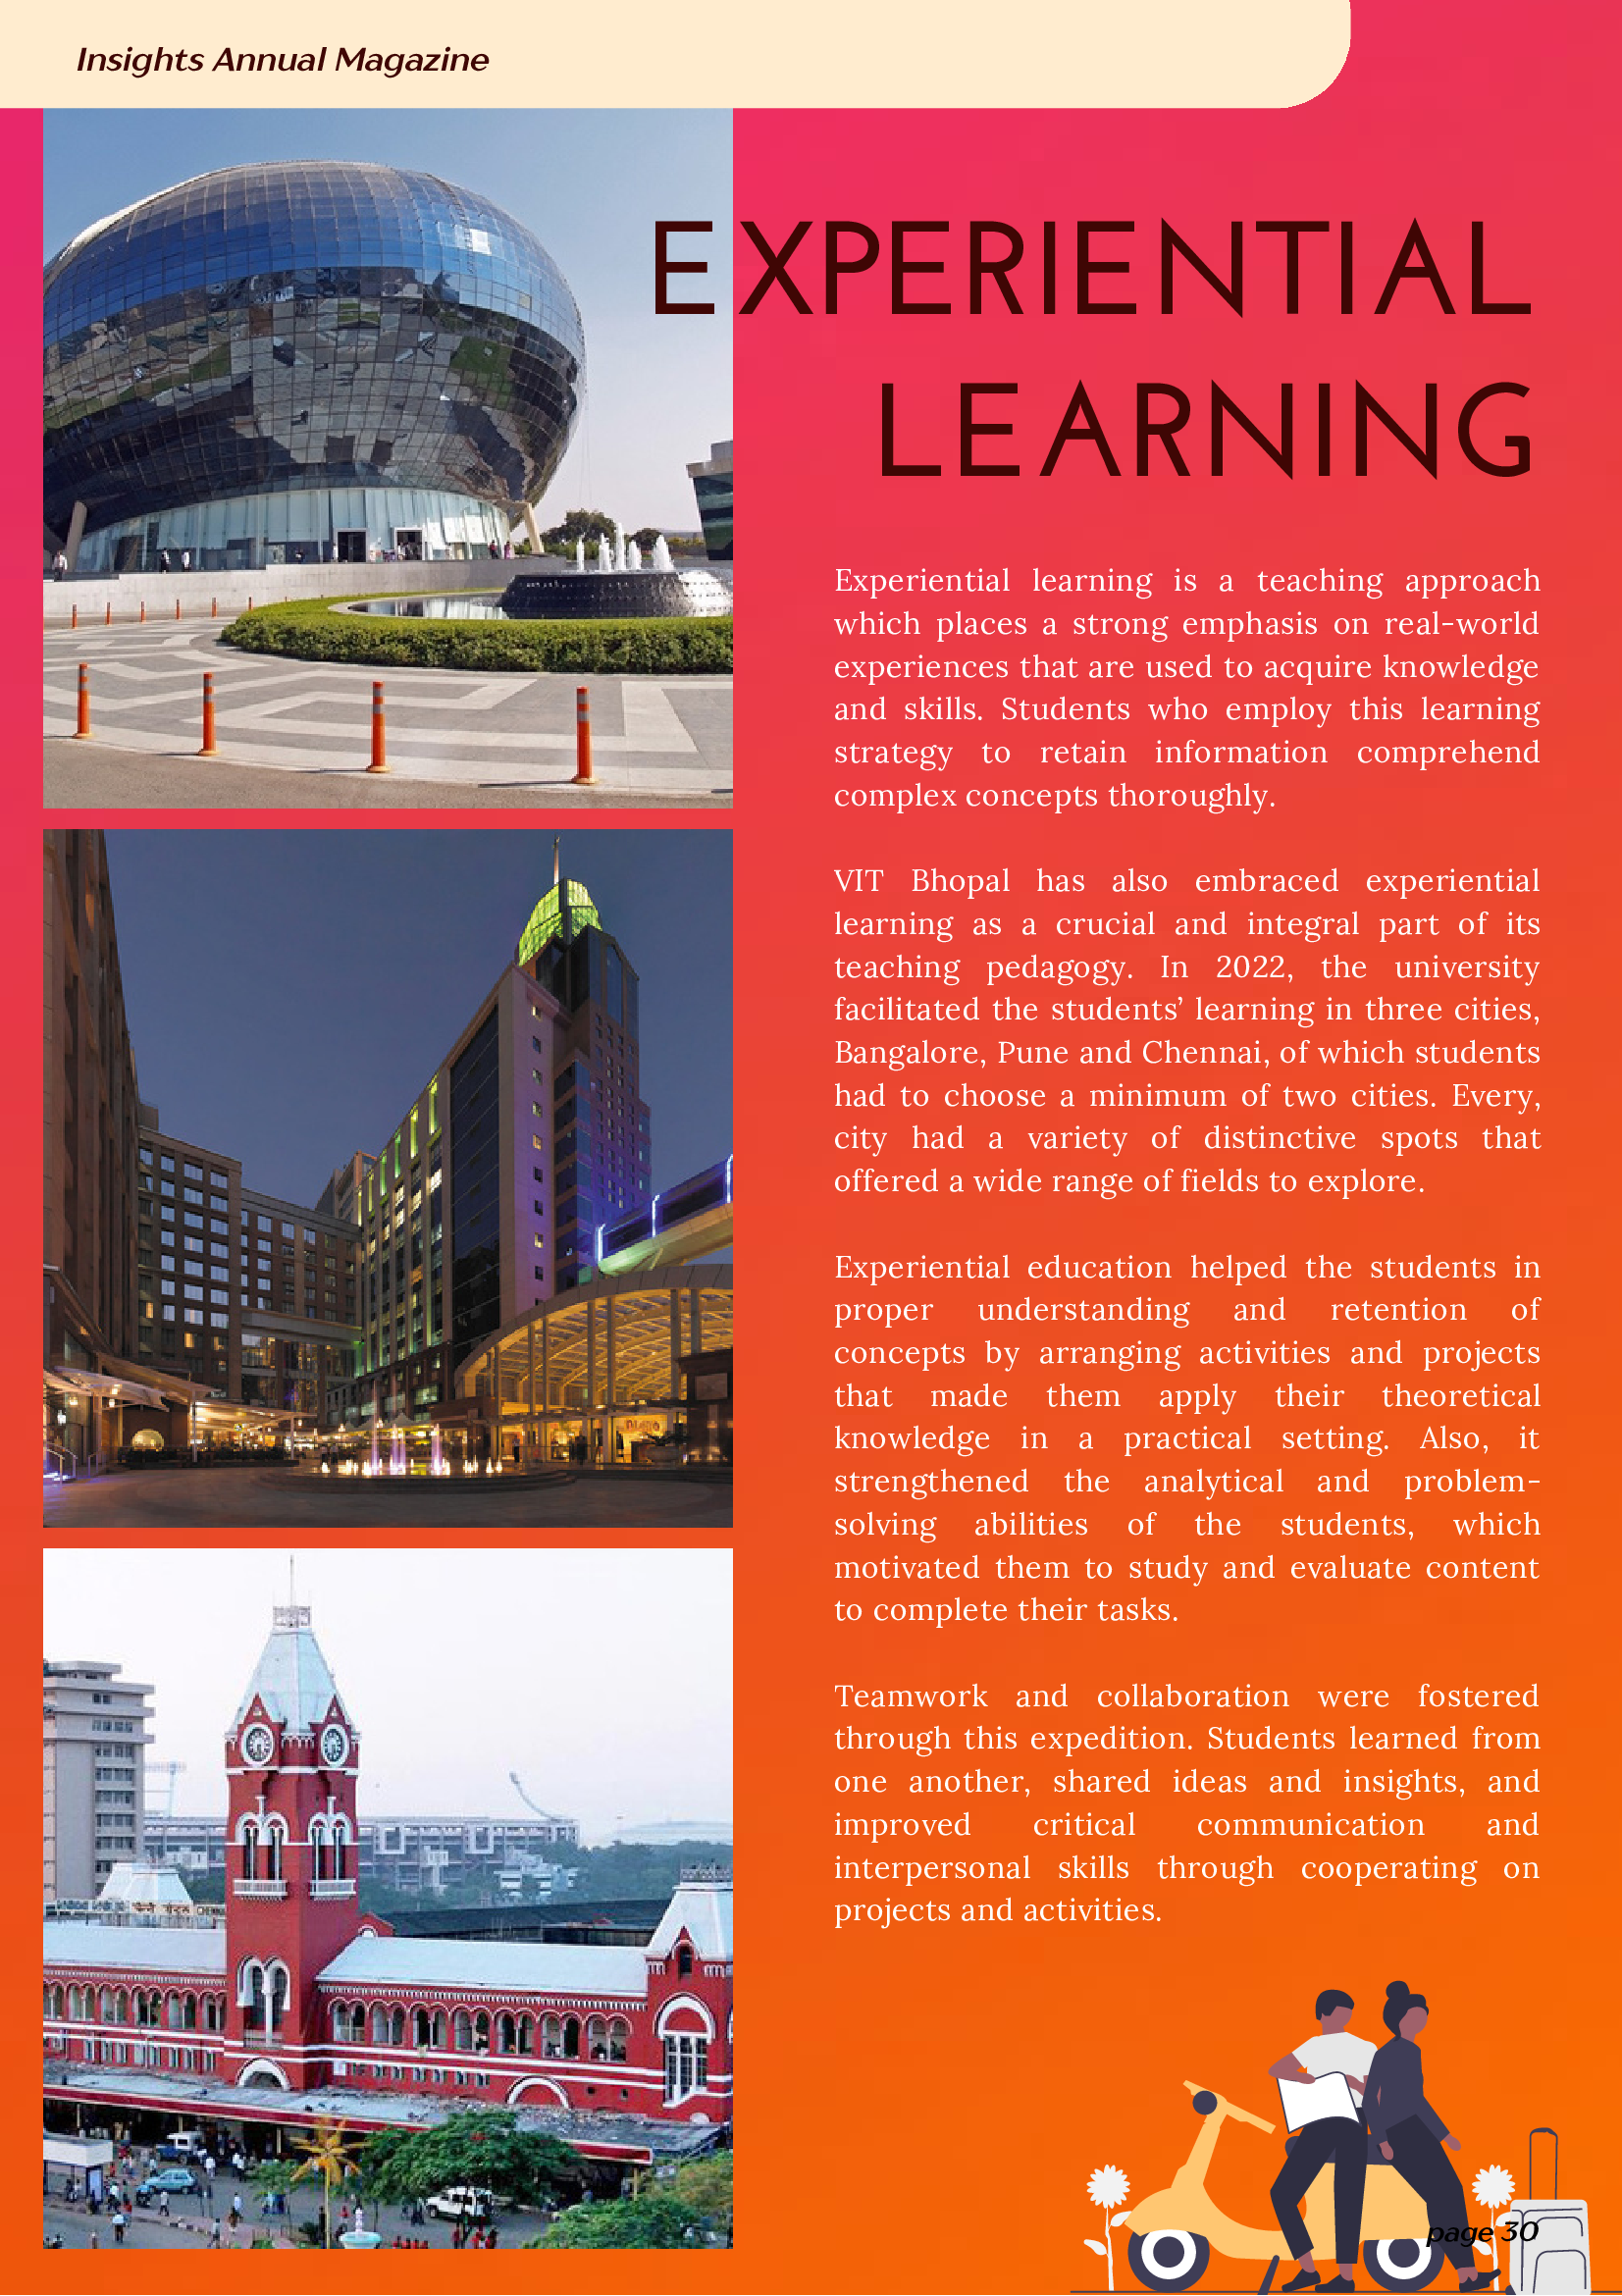 Insights Annual Magazine
EXPERIENTIAL
LEARNING
Experiential learning is a teaching approach
which places a strong emphasis on real-world
experiences that are used to acquire knowledge
and skills. Students who employ this learning
strategy to retain information comprehend
complex concepts thoroughly.
VIT Bhopal has also embraced experiential
learning as a crucial and integral part of its
teaching pedagogy. In 2022, the university
facilitated the students’ learning in three cities,
Bangalore, Pune and Chennai, of which students
had to choose a minimum of two cities. Every,
city had a variety of distinctive spots that
offered a wide range of fields to explore.
Experiential education helped the students in
proper understanding and retention of
concepts by arranging activities and projects
that made them apply their theoretical
knowledge in a practical setting. Also, it
strengthened the analytical and problem-
solving abilities of the students, which
motivated them to study and evaluate content
to complete their tasks.
Teamwork and collaboration were fostered
through this expedition. Students learned from
one another, shared ideas and insights, and
improved critical communication and
interpersonal skills through cooperating on
projects and activities.
page 30